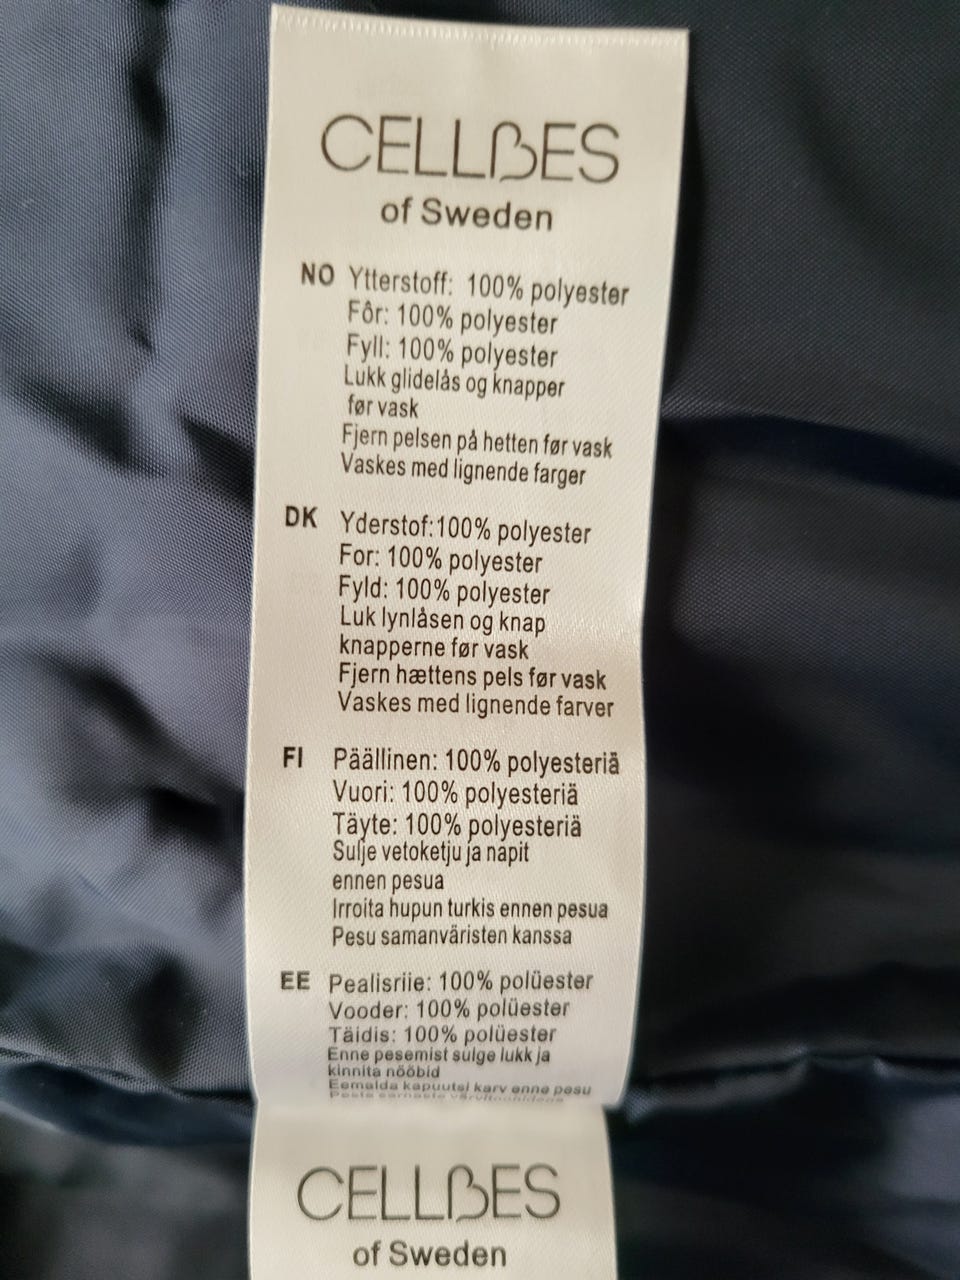 CELLBES
of Sweden
NO Ytterstoff: 100% polyester
Fôr: 100% polyester
Fyll: 100% polyester
Lukk glidelås og knapper
før vask
Fjern pelsen på hetten før vask
Vaskes med lignende farger
DK Yderstof:100% polyester
For: 100% polyester
Fyld: 100% polyester
Luk lynlåsen og knap
knapperne før vask
Fjern hættens pels før vask
Vaskes med lignende farver
FI Päällinen: 100% polyesteriä
Vuori: 100% polyesteriä
Täyte: 100% polyesteriä
Sulje vetoketju ja napit
ennen pesua
Irroita hupun turkis ennen pesua
Pesu samanväristen kanssa
EE Pealisriie: 100% polüester
Vooder: 100% polüester
Täidis: 100% polüester
Enne pesemist sulge lukk ja
kinnita nööbid
Eemalda kapuutsi karv enne pesu
CELLBES
of Sweden